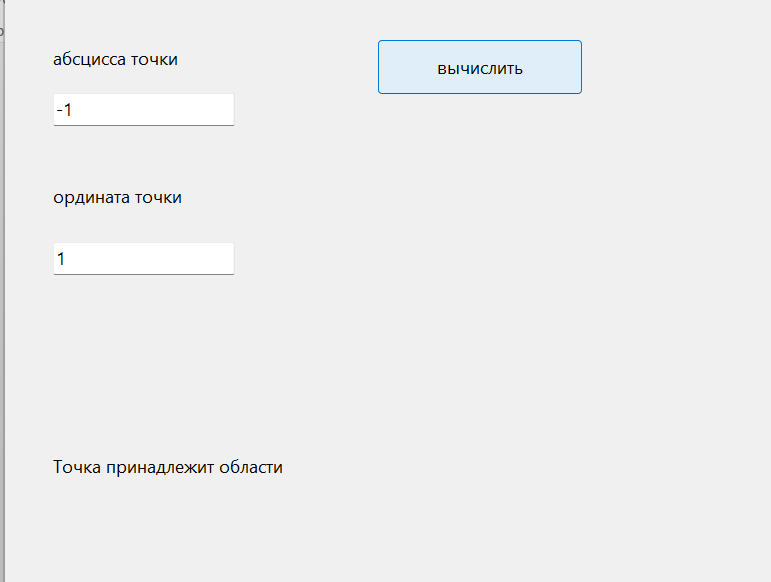 абсцисса точки
вычислить
-1
ордината точки
1
Точка принадлежит области